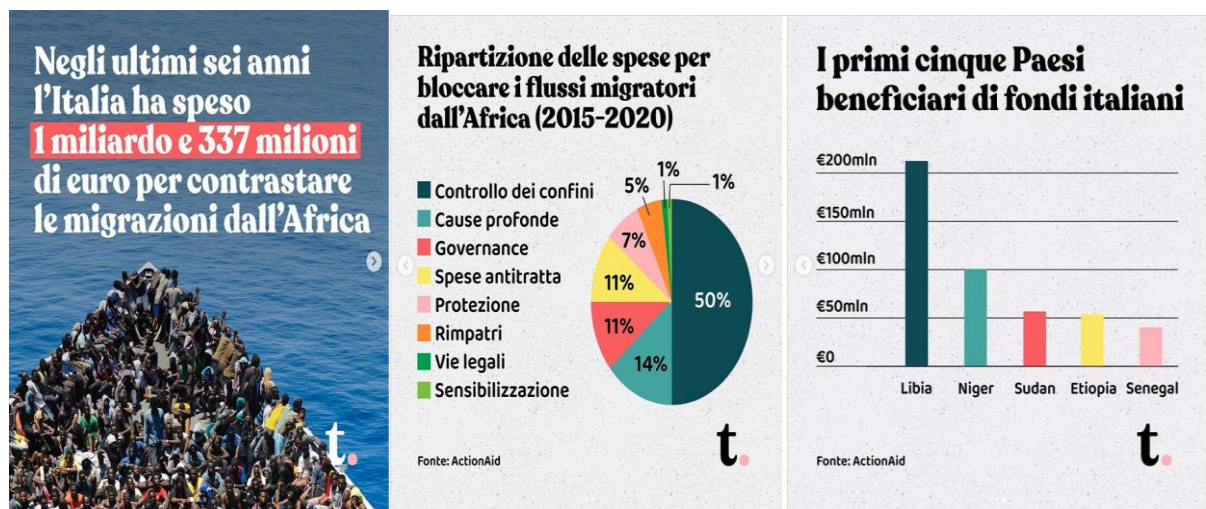 Negli ultimi sei anni
l'Italia ha speso
1 miliardo e 337 milioni
di euro per contrastare
le migrazioni dall'Africa
t.
Ripartizione delle spese per
bloccare i flussi migratori
dall'Africa (2015-2020)
Controllo dei confini
Cause profonde
Governance
Spese antitratta
Protezione
Rimpatri
Vie legali
Sensibilizzazione
1%
5%
1%
7%
11%
50%
11%
14%
Fonte: ActionAid
t.
I primi cinque Paesi
beneficiari di fondi italiani
€200mln
€150mln
€100mln
€50mln
€0
Libia Niger Sudan Etiopia Senegal
Fonte: ActionAid
t.